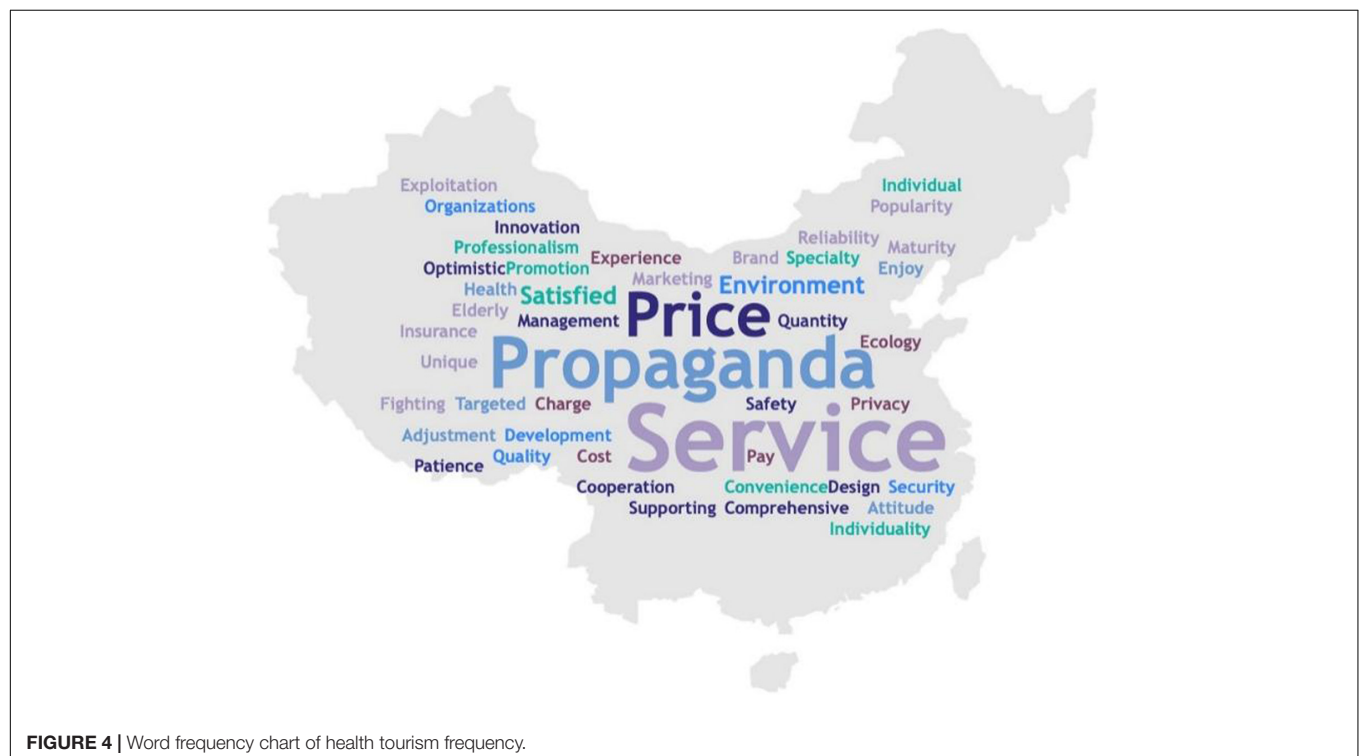 Exploitation Individual
Organizations Popularity
Innovation
Reliability
Professionalism Maturity
Experience Brand Specialty
OptimisticPromotion Enjoy
Marketing
Health Satisfied Environment
Elderly
Management Price Quantity
Insurance
Ecology
Unique Propaganda
Fighting Targeted Charge Safety Privacy
Adjustment Development Service
Patience Quality Cost Pay
Cooperation ConvenienceDesign Security
Supporting Comprehensive Attitude
Individuality
FIGURE 4 | Word frequency chart of health tourism frequency.